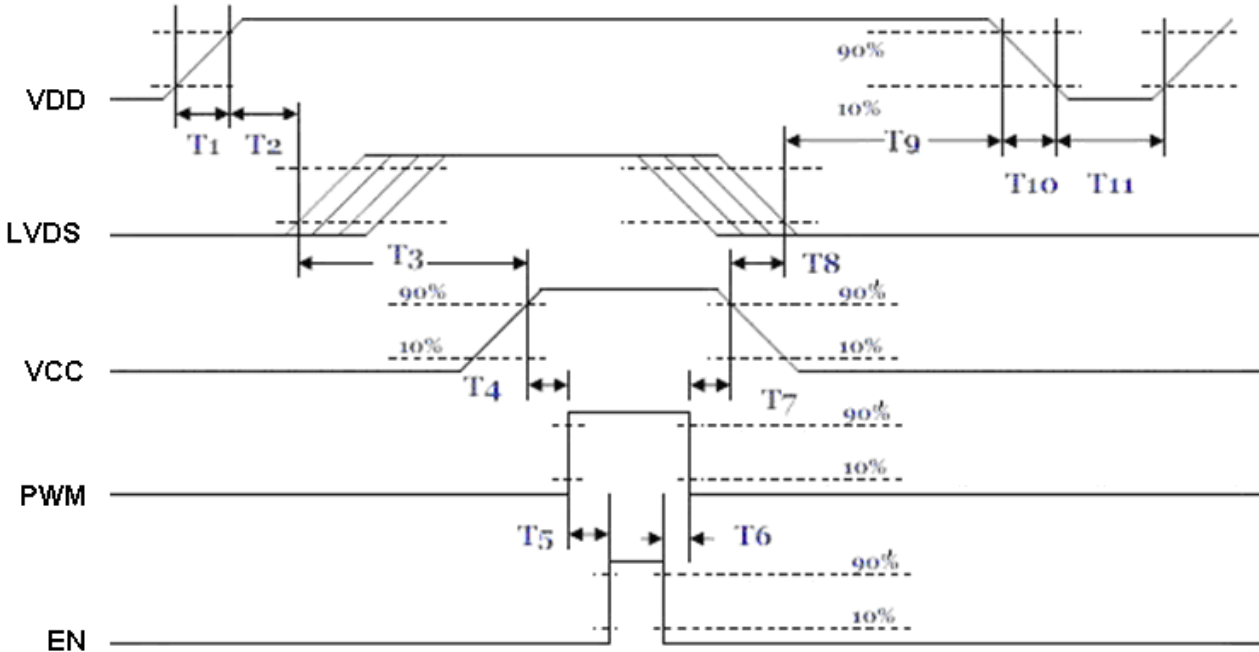 90%
VDD
10%
T1 T2 T9
T10 T11
LVDS
T3 T8
90% 90%
10% 10%
VCC
T4 T7
90%
10%
PWM
T5 T6
90%
10%
EN